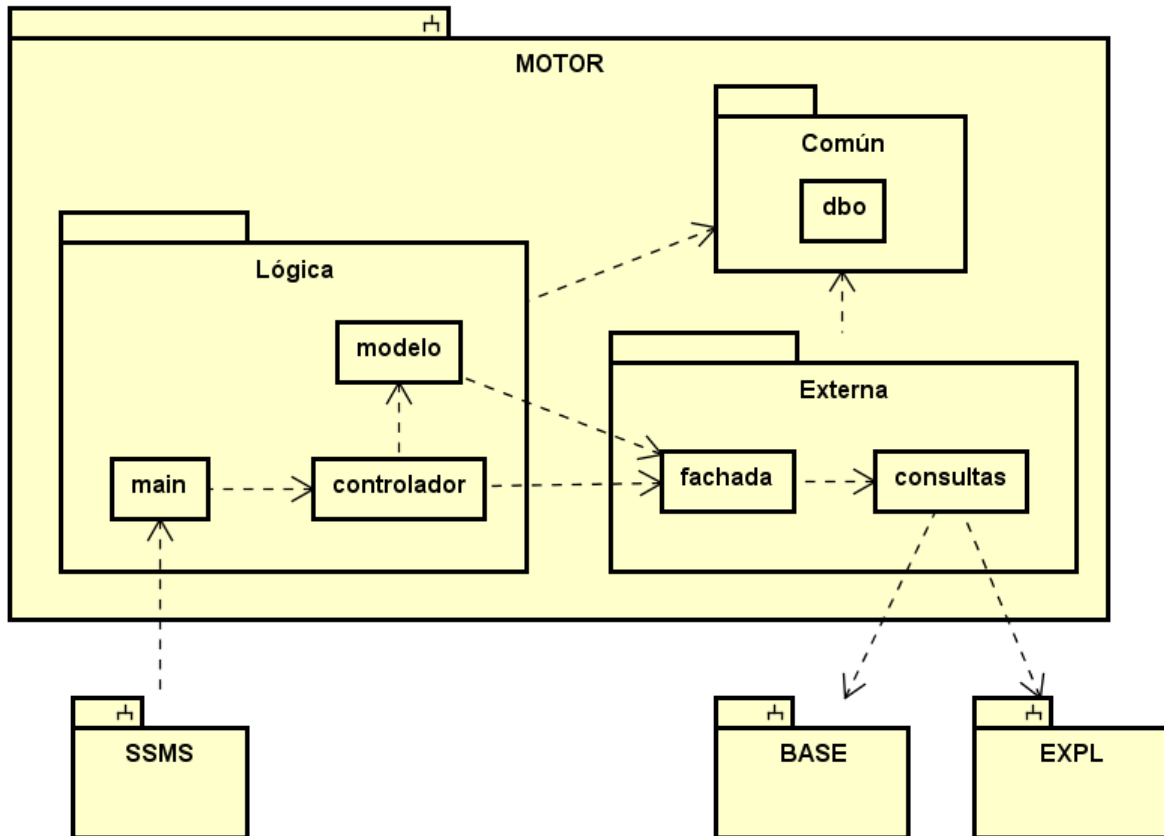 MOTOR
Común
dbo
Lógica
modelo
Externa
main
controlador
fachada
consultas
SSMS
BASE
EXPL